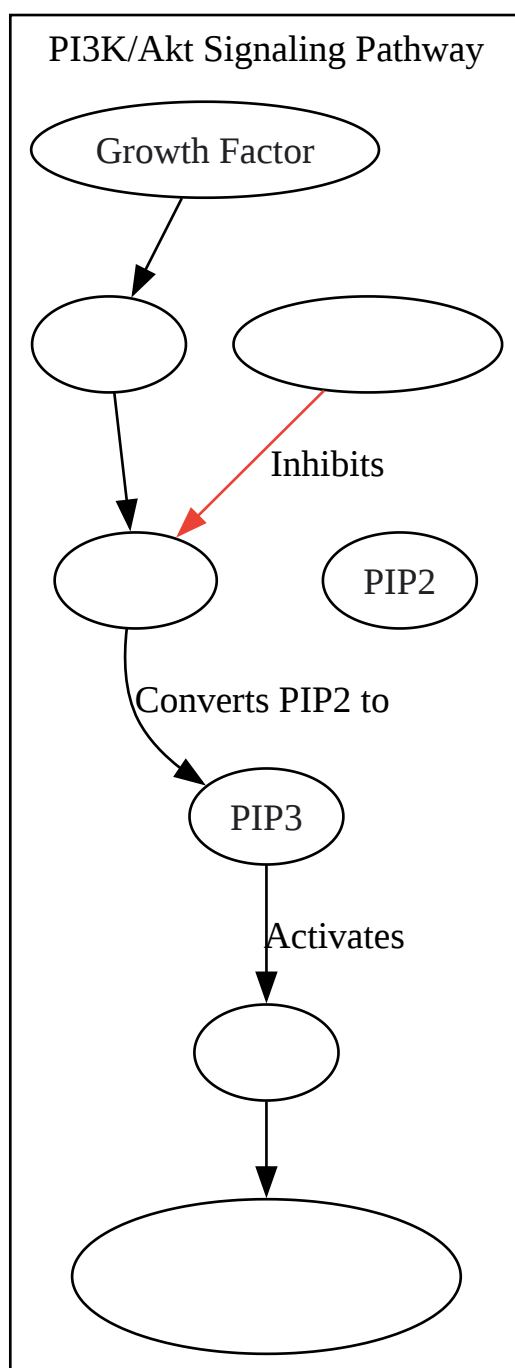 PI3K/Akt Signaling Pathway
Growth Factor
Inhibits
PIP2
Converts PIP2 to
PIP3
Activates